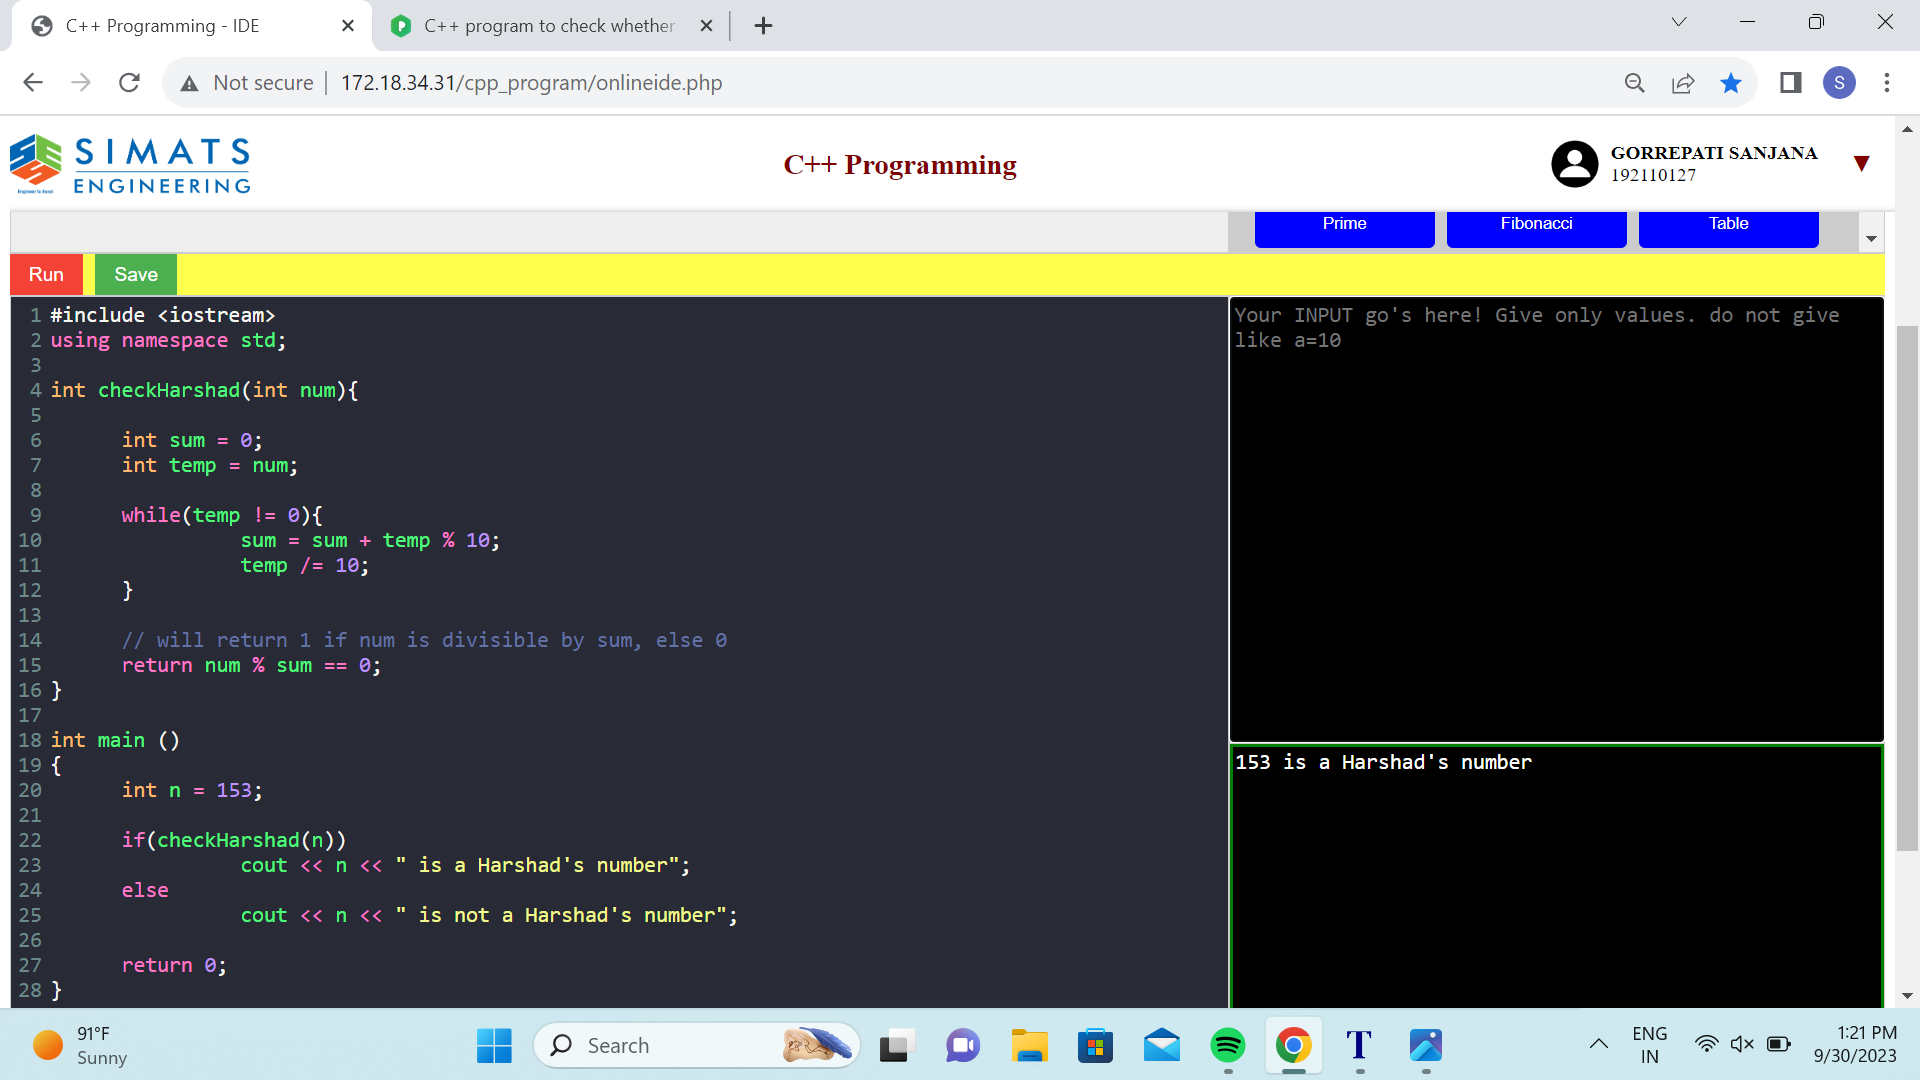 C++ Programming - IDE
C++ program to check whether
Not secure 172.18.34.31/cpp_program/onlineide.php
S
SIMATS
ENGINEERING
Engineer to Excel
C++ Programming
GORREPATI SANJANA
192110127
Prime Fibonacci Table
Run Save
1 #include <iostream>
2 using namespace std;
3
4 int checkHarshad(int num){
5
6 int sum = 0;
7 int temp = num;
8
9 while(temp != 0){
10 sum = sum + temp % 10;
11 temp /= 10;
12 }
13
14 // will return 1 if num is divisible by sum, else 0
15 return num % sum == 0;
16 }
17
18 int main ()
19 {
20 int n = 153;
21
22 if(checkHarshad(n))
23 cout << n << " is a Harshad's number";
24 else
25 cout << n << " is not a Harshad's number";
26
27 return 0;
28 }
Your INPUT go's here! Give only values. do not give
like a=10
153 is a Harshad's number
91°F
Sunny
Search
T
ENG
IN
1:21 PM
9/30/2023